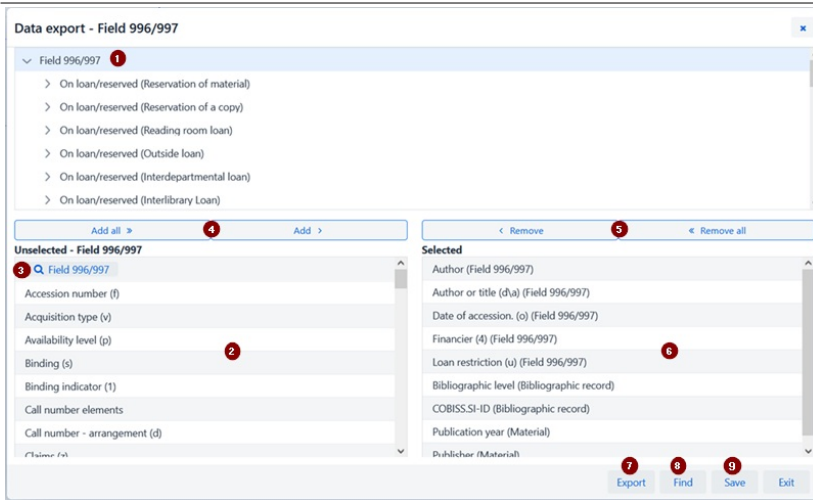 Data export - Field 996/997
×
Field 996/997 1
On loan/reserved (Reservation of material)
On loan/reserved (Reservation of a copy)
On loan/reserved (Reading room loan)
On loan/reserved (Outside loan)
On loan/reserved (Interdepartmental loan)
On loan/reserved (Interlibrary Loan)
Add all » 4 Add >
< Remove 5 « Remove all
Unselected - Field 996/997
3 Field 996/997
Accession number (f)
Acquisition type (v)
Availability level (p)
2
Binding (s)
Binding indicator (1)
Call number elements
Call number - arrangement (d)
Claims (z)
Selected
Author (Field 996/997)
Author or title (d\a) (Field 996/997)
Date of accession. (o) (Field 996/997)
Financier (4) (Field 996/997)
6
Loan restriction (u) (Field 996/997)
Bibliographic level (Bibliographic record)
COBISS.SI-ID (Bibliographic record)
Publication year (Material)
Publisher (Material)
7 8 9
Export Find Save Exit